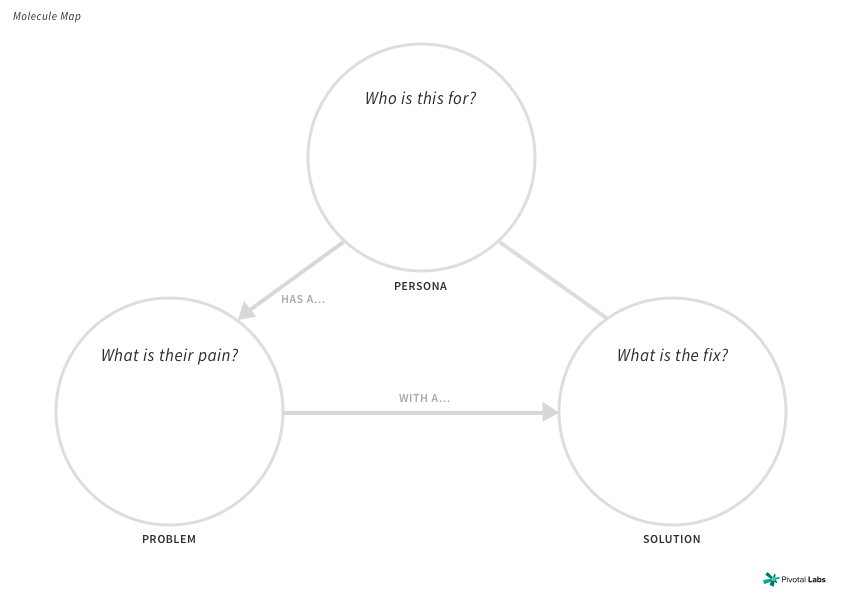 Molecule Map
Who is this for?
PERSONA
HAS A...
What is their pain?
What is the fix?
WITH A...
PROBLEM
SOLUTION
Pivotal Labs